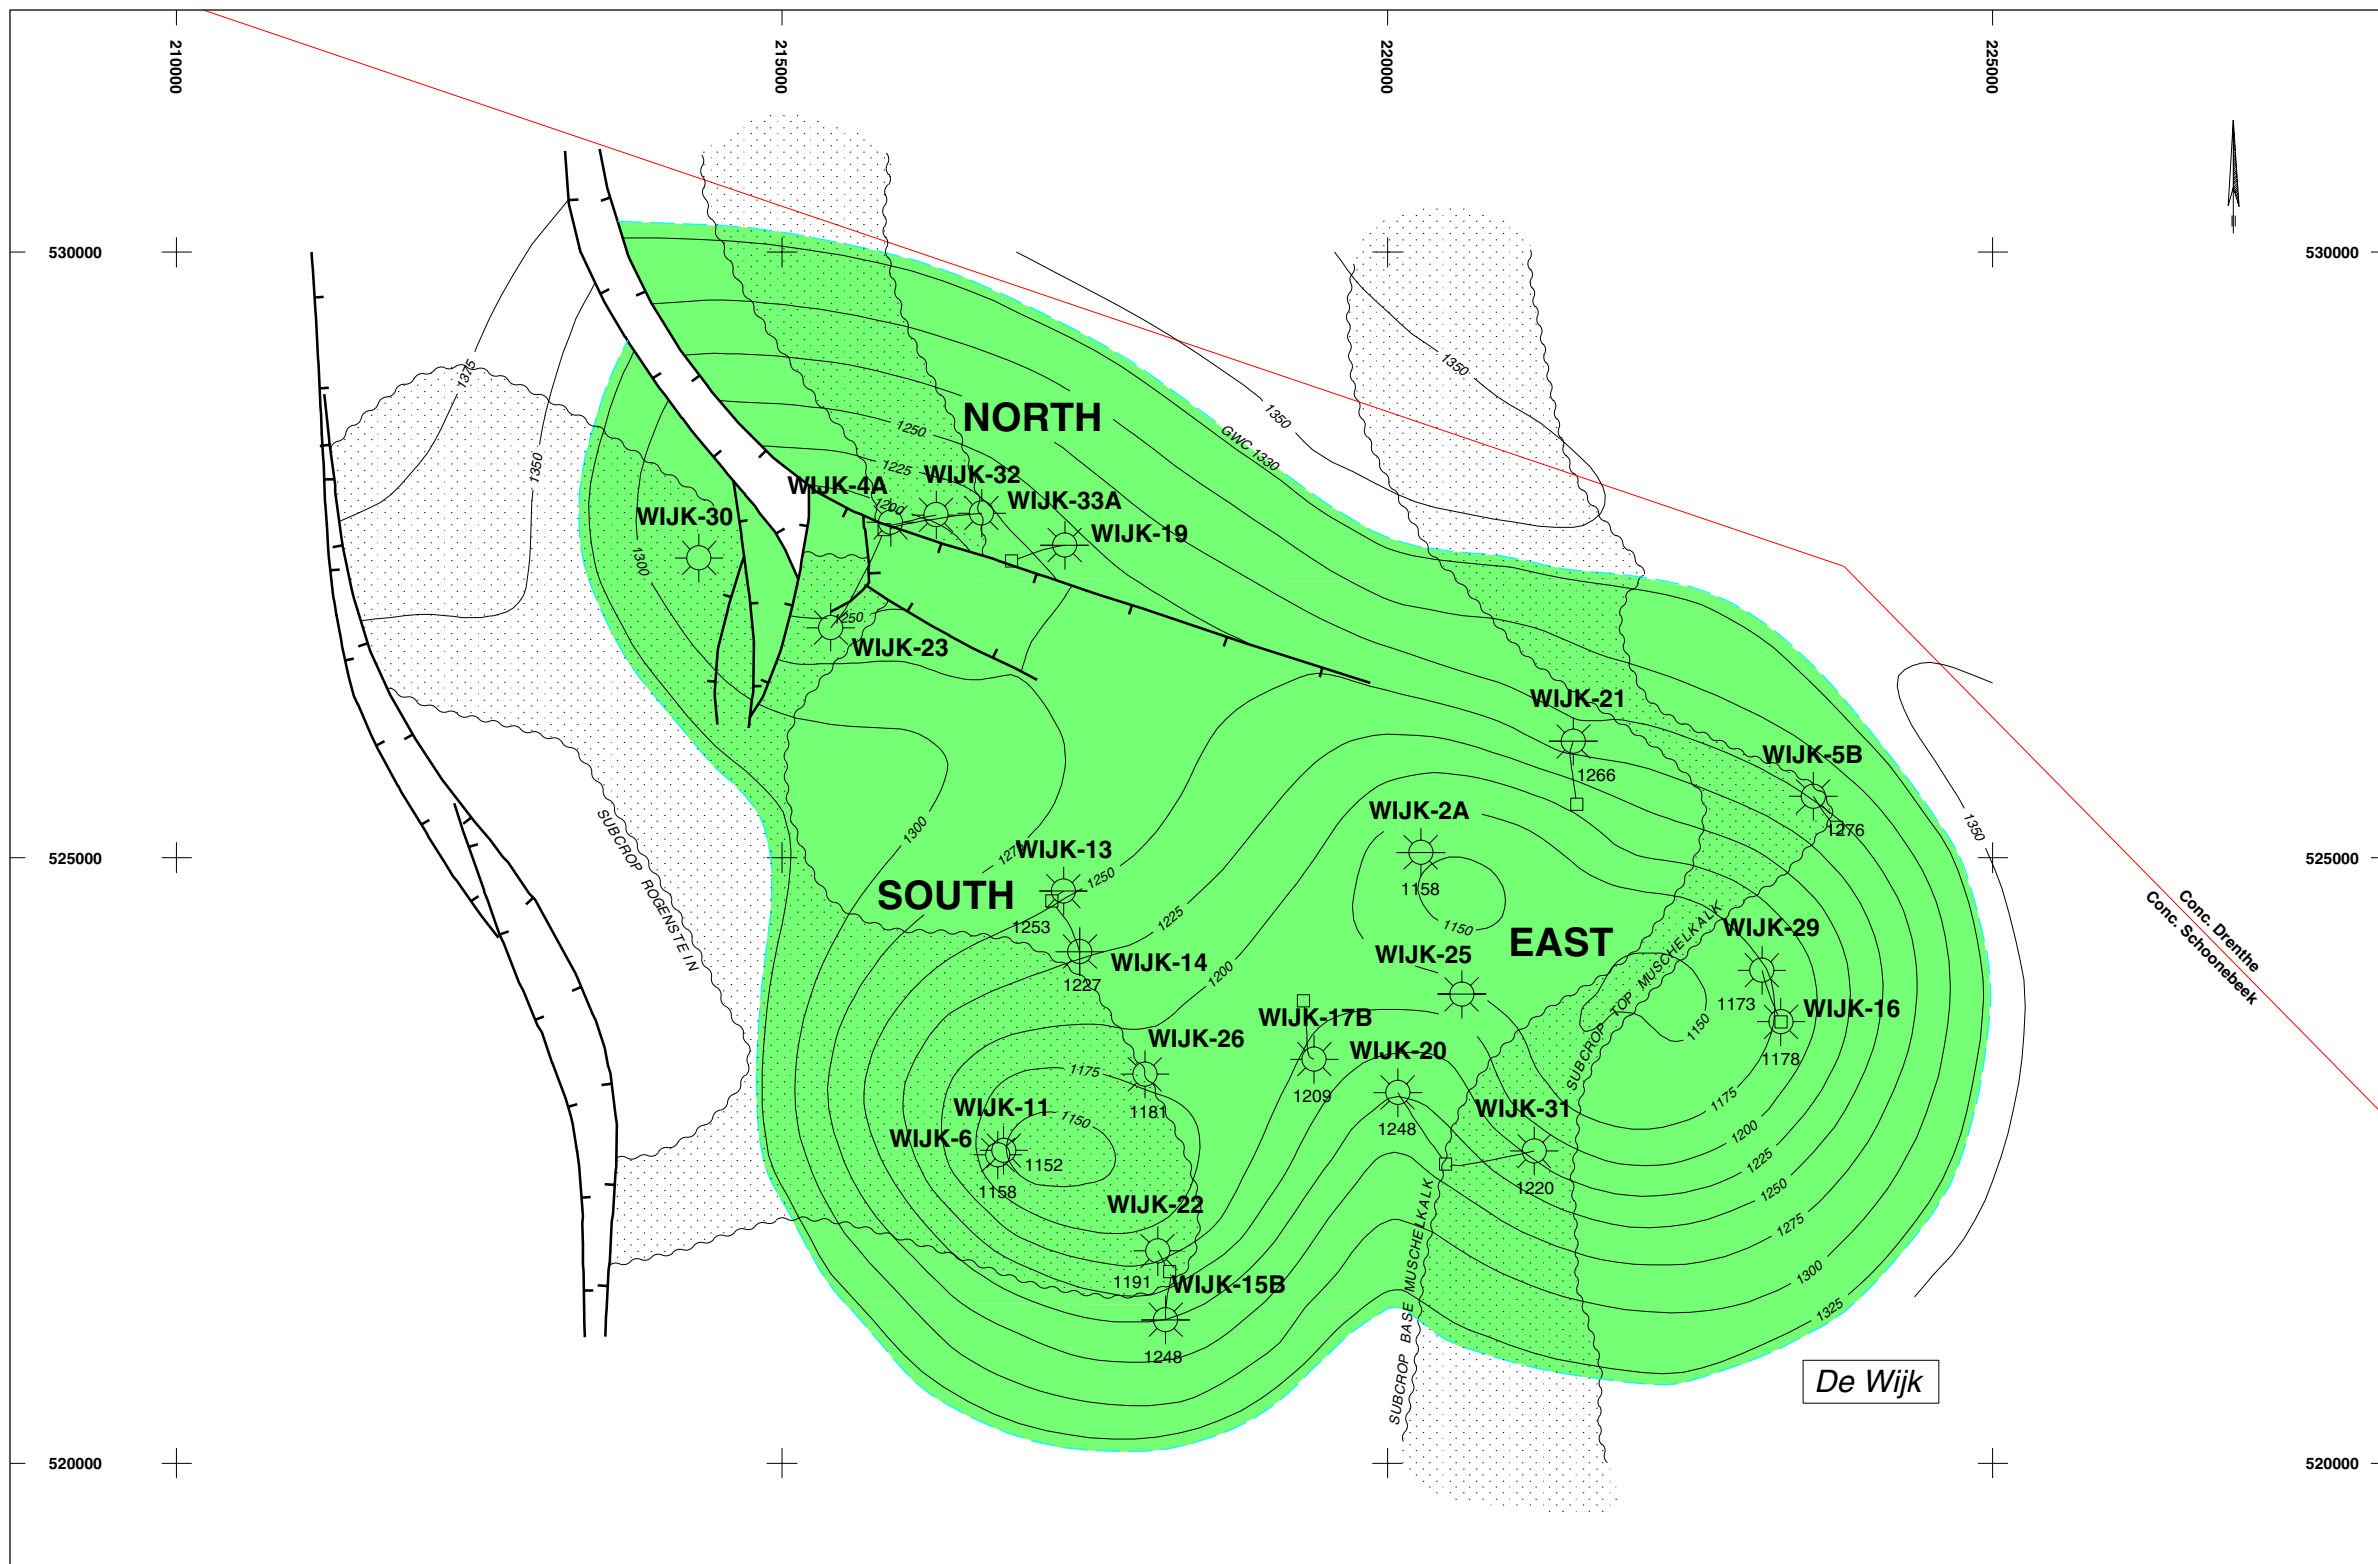 210000
215000
220000
225000
530000
530000
1375
1350
1350
1350
NORTH
GWC 1330
1250
1225
WIJK-32
WIJK-4A
1200
WIJK-33A
WIJK-30
WIJK-19
1300
1250
WIJK-23
WIJK-21
1266
WIJK-5B
1276
WIJK-2A
1158
1150
1350
525000
525000
SUBCROP ROGENSTEIN
1300
WIJK-13
1250
SOUTH
1253
1225
WIJK-14
1227
1200
EAST
WIJK-25
SUBCROP TOP MUSCHELKALK
WIJK-29
1173
WIJK-16
1178
1150
Conc. Drenthe
Conc. Schoonebeek
WIJK-17B
1209
WIJK-26
1175
1181
WIJK-20
1248
WIJK-11
1150
WIJK-6
1152
1158
WIJK-31
1220
1175
1200
1225
1250
1275
1300
1325
WIJK-22
1191
WIJK-15B
1248
SUBCROP BASE MUSCHELKALK
De Wijk
520000
520000